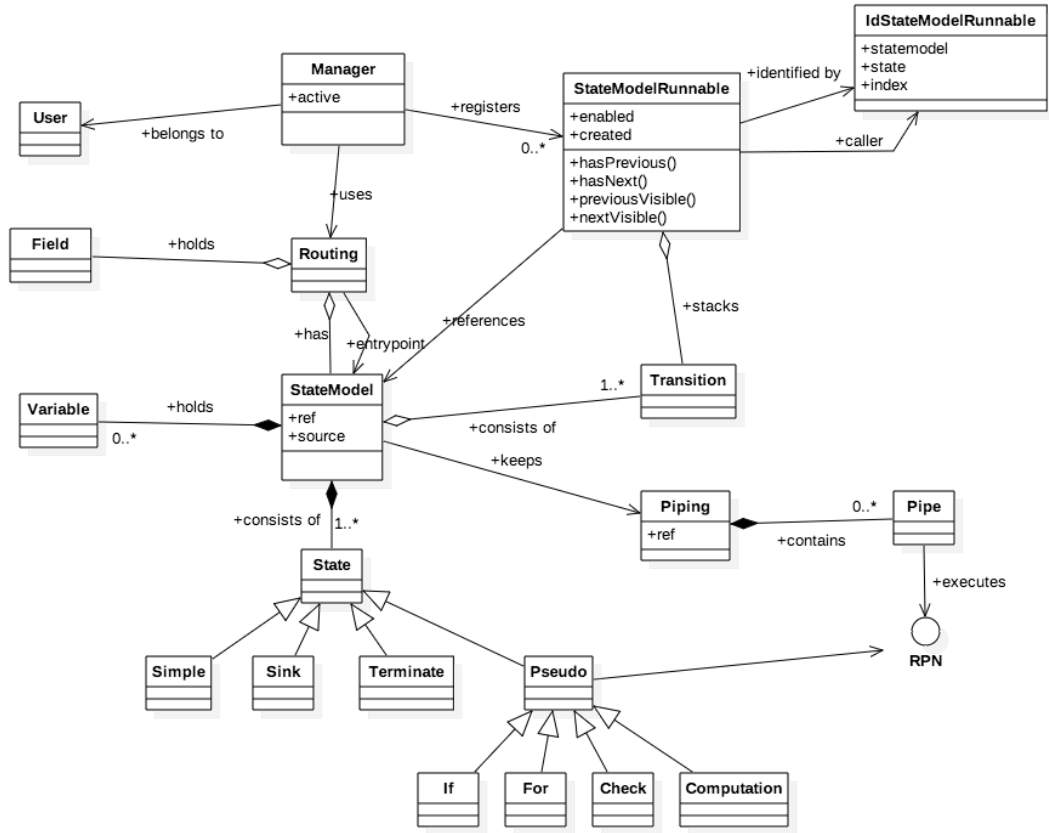 IdStateModelRunnable
+statemodel
+state
+index
+identified by
Manager
+active
StateModelRunnable
+enabled
+created
+hasPrevious()
+hasNext()
+previousVisible()
+nextVisible()
+registers
0..*
+caller
User
+belongs to
+uses
Field
+holds
Routing
+has
+entrypoint
+references
+stacks
StateModel
+ref
+source
Variable
+holds
0..*
1..*
Transition
+consists of
+keeps
Piping
+ref
0..*
+contains
Pipe
+consists of
1..*
State
+executes
RPN
Simple
Sink
Terminate
Pseudo
If
For
Check
Computation